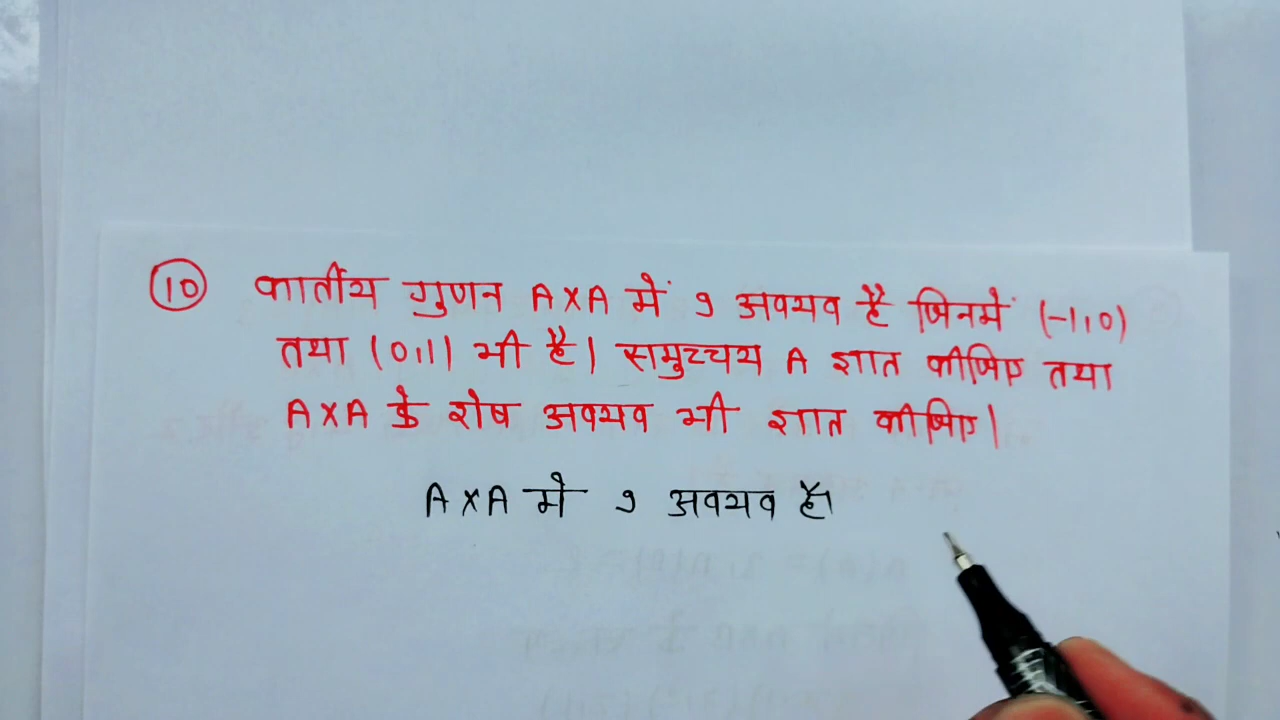 10 कार्तीय गुणन A×A में 9 अवयव है जिनमें (-1,0)
तथा (0,1) भी है। समुच्चय A ज्ञात कीजिए तथा
A×A के शेष अवयव भी ज्ञात कीजिए।
A×A मे 9 अवयव है।